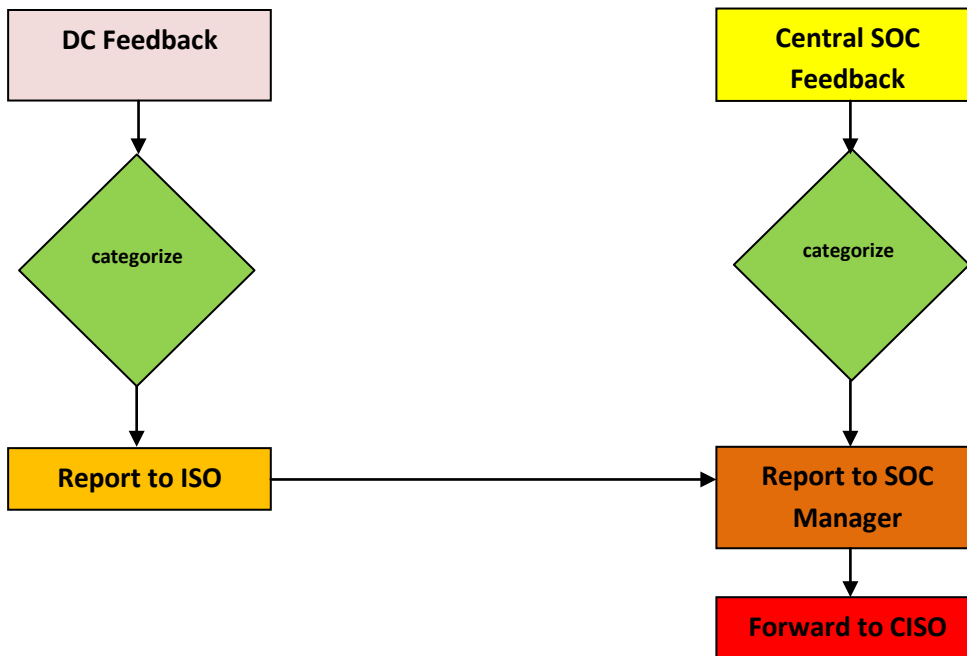 DC Feedback
Central SOC
Feedback
categorize
categorize
Report to ISO
Report to SOC
Manager
Forward to CISO